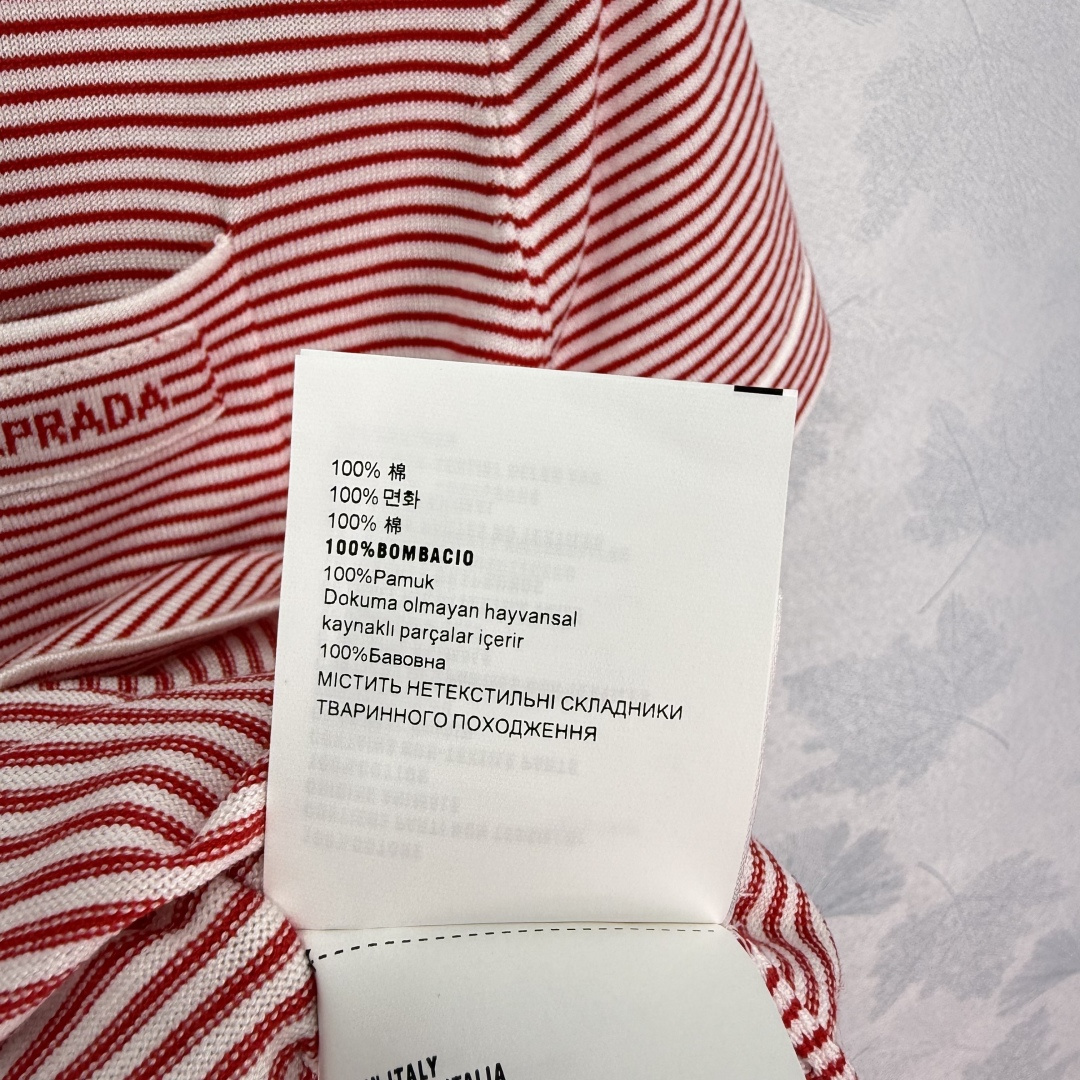 PRADA
100% 棉
100% 면화
100% 棉
100%BOMBACIO
100%Pamuk
Dokuma olmayan hayvansal
kaynaklı parçalar içerir
100%Бавовна
МІСТИТЬ НЕТЕКСТИЛЬНІ СКЛАДНИКИ
ТВАРИННОГО ПОХОДЖЕННЯ
ITALY